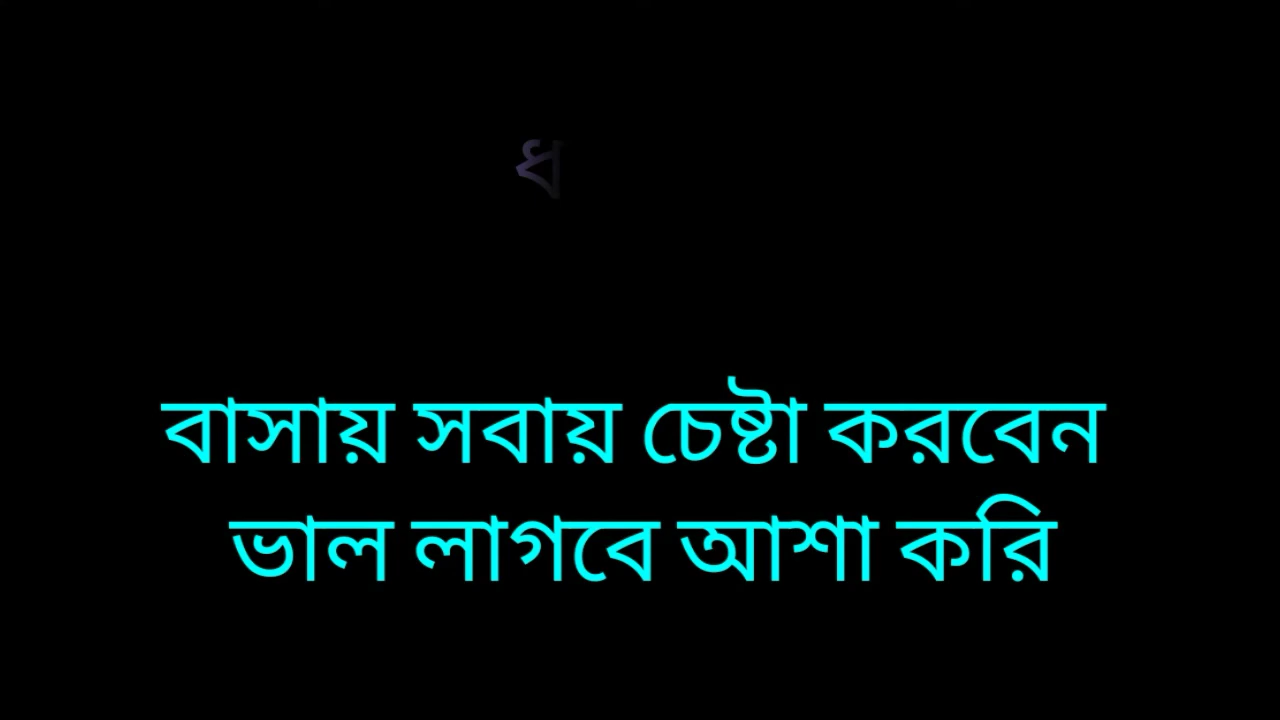 ধ
বাসায় সবায় চেষ্টা করবেন
ভাল লাগবে আশা করি